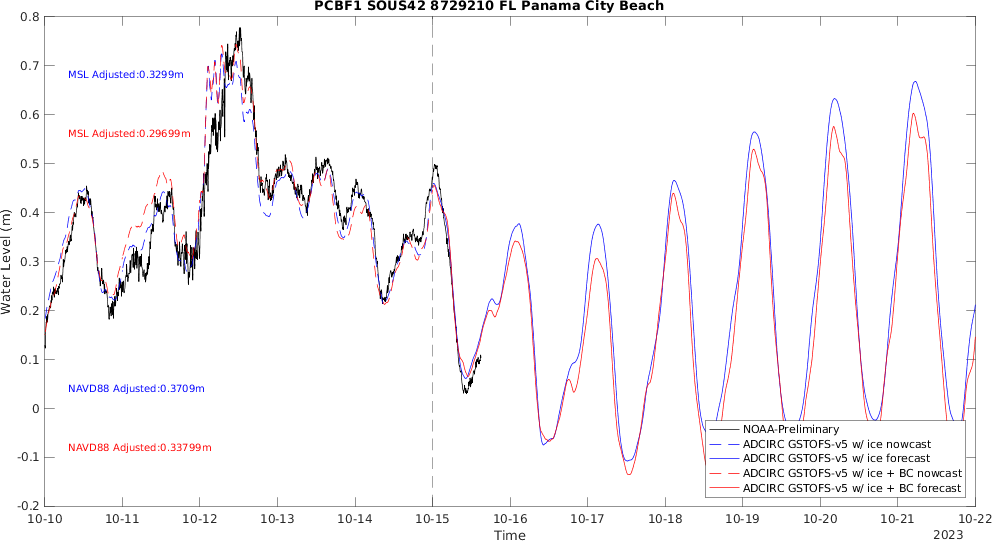 PCBF1 SOUS42 8729210 FL Panama City Beach
0.8
0.7
0.6
0.5
0.4
0.3
0.2
0.1
0
-0.1
-0.2
Water Level (m)
MSL Adjusted:0.3299m
MSL Adjusted:0.29699m
NAVD88 Adjusted:0.3709m
NAVD88 Adjusted:0.33799m
NOAA-Preliminary
ADCIRC GSTOFS-v5 w/ ice nowcast
ADCIRC GSTOFS-v5 w/ ice forecast
ADCIRC GSTOFS-v5 w/ ice + BC nowcast
ADCIRC GSTOFS-v5 w/ ice + BC forecast
10-10 10-11 10-12 10-13 10-14 10-15 10-16 10-17 10-18 10-19 10-20 10-21 10-22
Time
2023